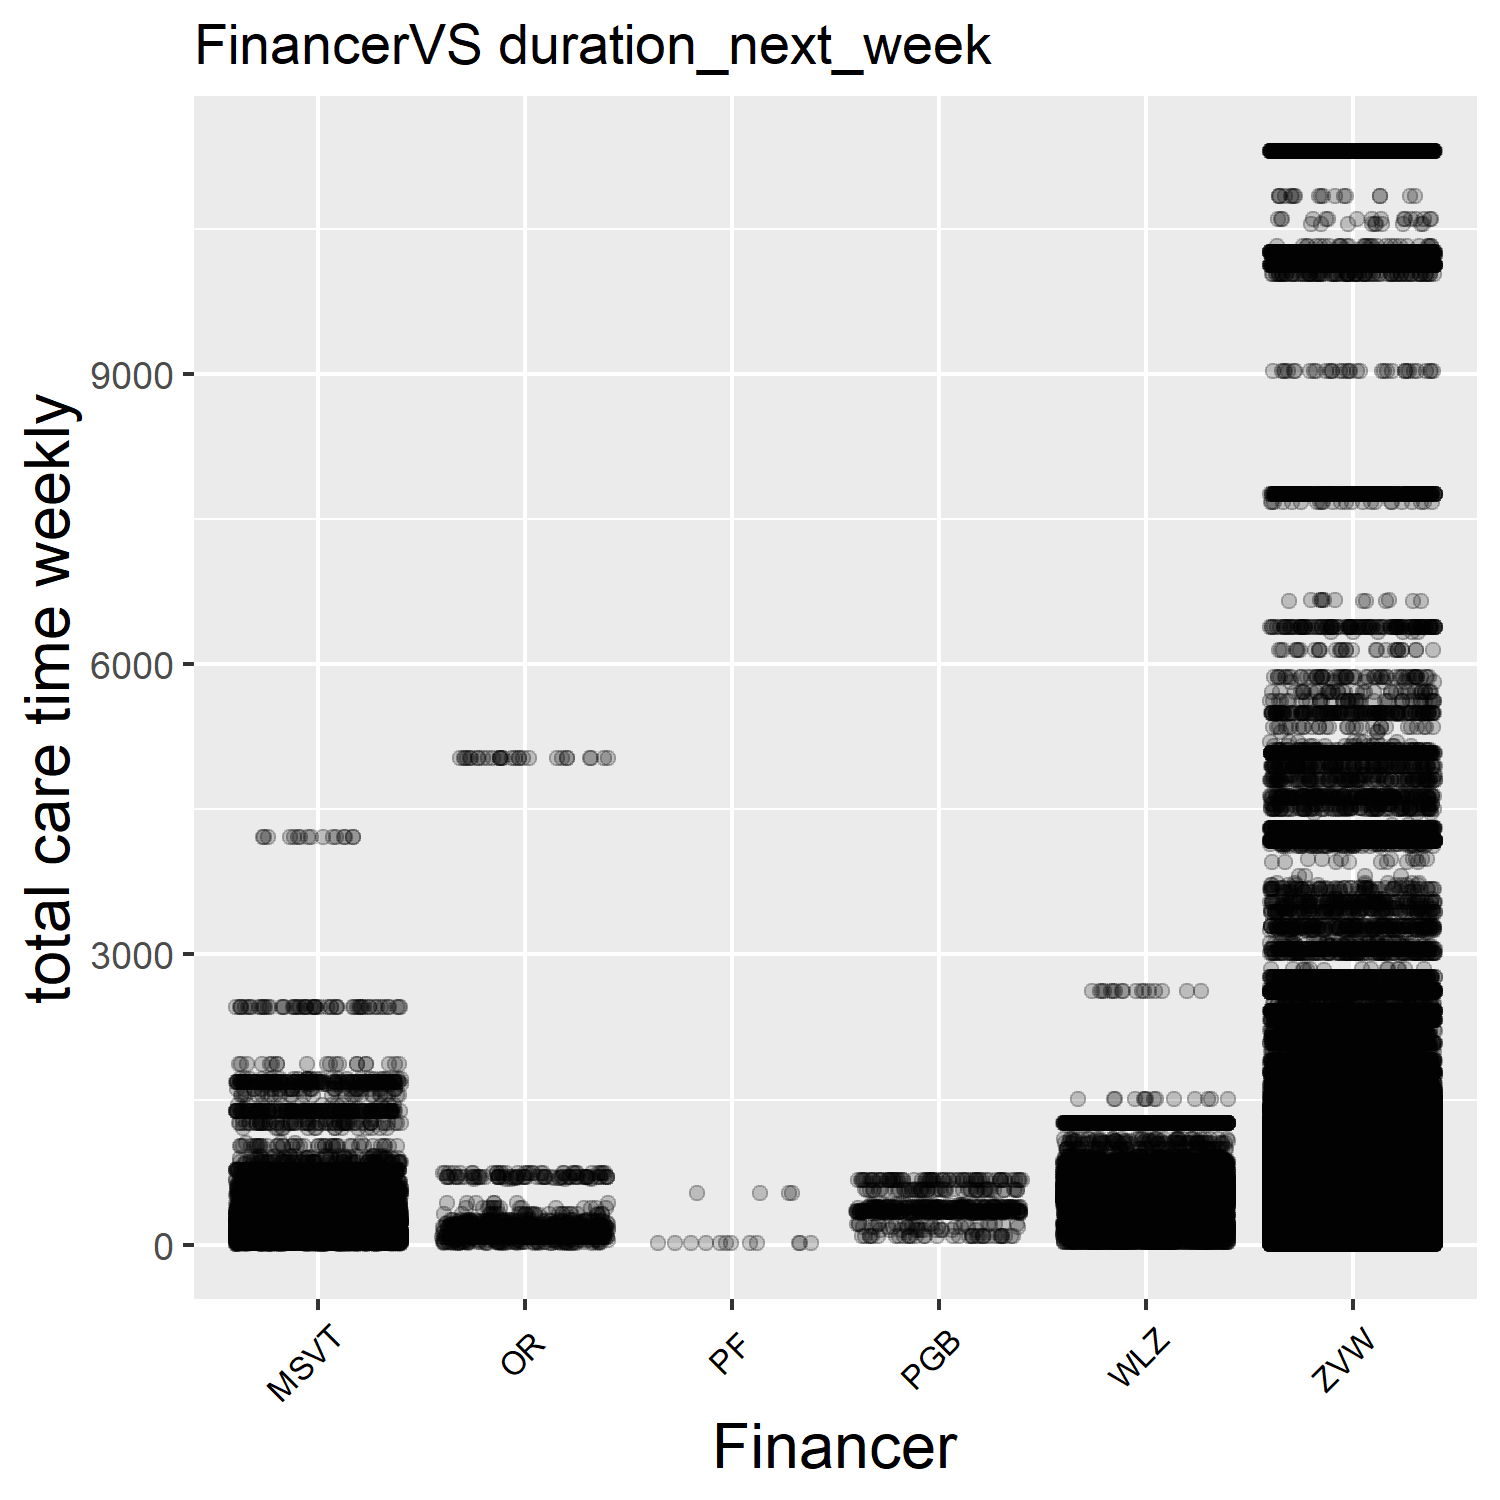 FinancerVS duration_next_week
total care time weekly
9000
6000
3000
0
MSVT
OR
PF
PGB
WLZ
ZVW
Financer